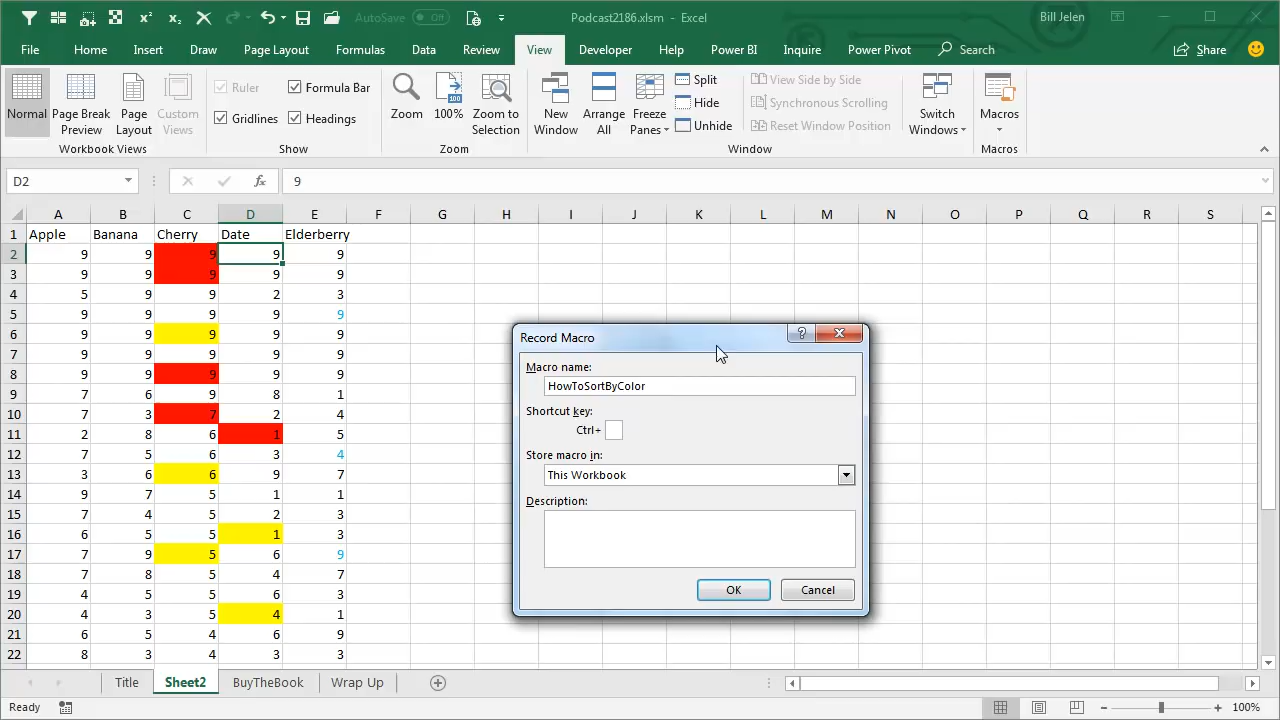 AutoSave Off Podcast2186.xlsm - Excel Bill Jelen
File Home Insert Draw Page Layout Formulas Data Review View Developer Help Power BI Inquire Power Pivot Search Share
Normal Page Break Preview Page Layout Custom Views Ruler Formula Bar Gridlines Headings Zoom 100% Zoom to Selection New Window Arrange All Freeze Panes Split Hide Unhide View Side by Side Synchronous Scrolling Reset Window Position Switch Windows Macros
Workbook Views Show Zoom Window Macros
D2 fx 9
A B C D E F G H I J K L M N O P Q R S
1 Apple Banana Cherry Date Elderberry
2 9 9 9 9 9
3 9 9 9 9 9
4 5 9 9 2 3
5 9 9 9 9 9
6 9 9 9 9 9
7 9 9 9 9 9
8 9 9 9 9 9
9 7 6 9 8 1
10 7 3 7 2 4
11 2 8 6 1 5
12 7 5 6 3 4
13 3 6 6 9 7
14 9 7 5 1 1
15 7 4 5 2 3
16 6 5 5 1 3
17 7 9 5 6 9
18 7 8 5 4 7
19 4 5 5 6 3
20 4 3 5 4 1
21 6 5 4 6 9
22 8 3 4 3 3
Record Macro
Macro name:
HowToSortByColor
Shortcut key:
Ctrl+
Store macro in:
This Workbook
Description:
OK Cancel
Title Sheet2 BuyTheBook Wrap Up
Ready 100%